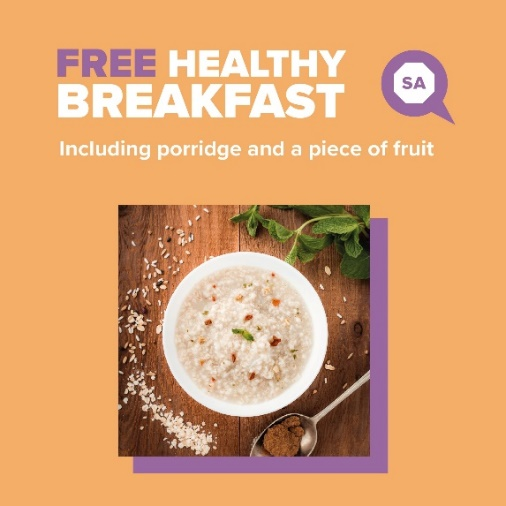 FREE HEALTHY
BREAKFAST
SA
Including porridge and a piece of fruit